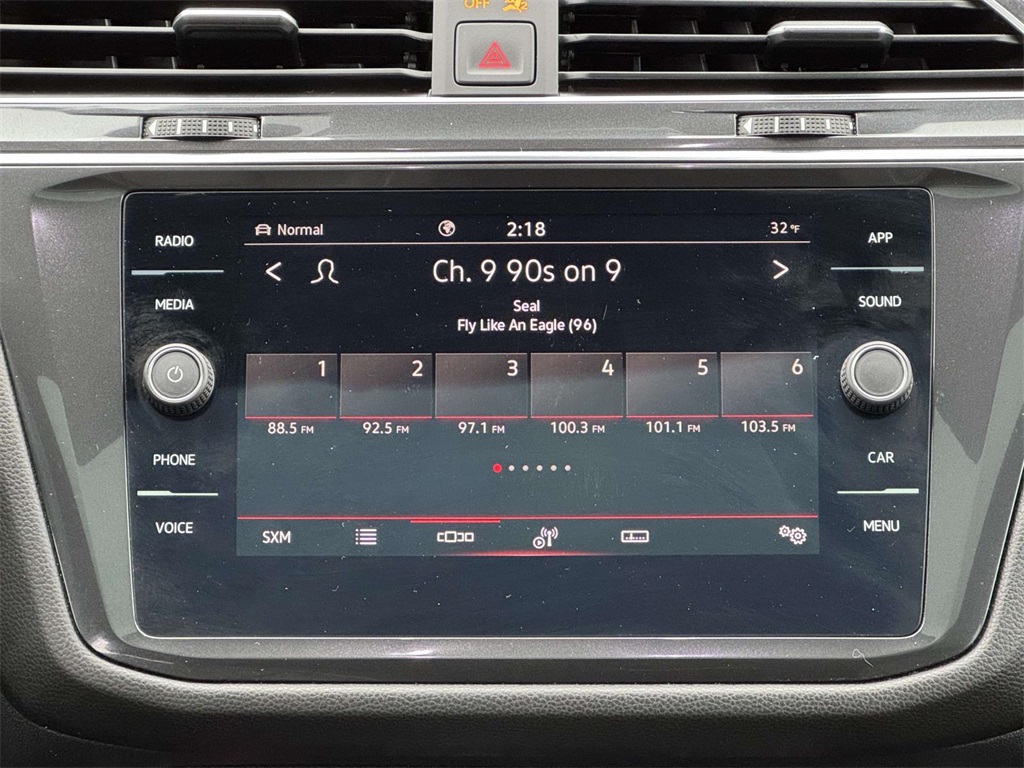 OFF
RADIO
MEDIA
PHONE
VOICE
Normal 2:18 32 °F
< Ch. 9 90s on 9 >
Seal
Fly Like An Eagle (96)
1 2 3 4 5 6
88.5 FM 92.5 FM 97.1 FM 100.3 FM 101.1 FM 103.5 FM
SXM
APP
SOUND
CAR
MENU